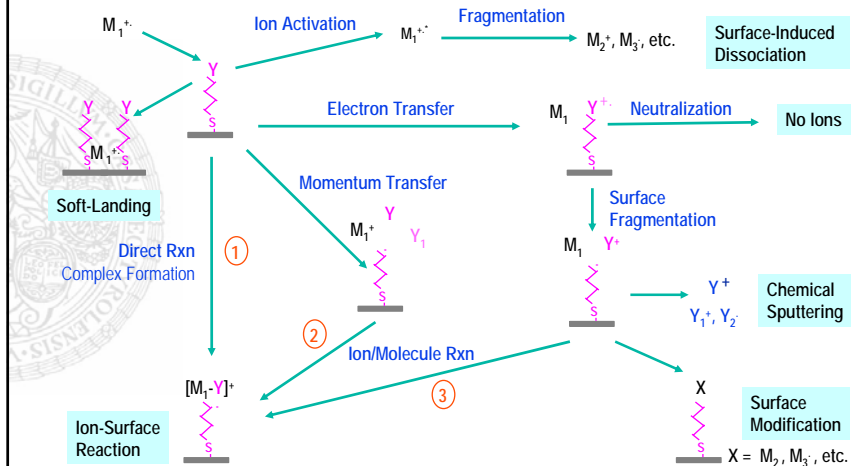 M₁⁺·
Ion Activation
M₁⁺·*
Fragmentation
M₂⁺, M₃·, etc.
Surface-Induced
Dissociation
Y
S
Y Y
M₁⁺·
S S
Soft-Landing
Electron Transfer
M₁ Y⁺·
S
Neutralization
No Ions
Momentum Transfer
M₁⁺ Y
Y₁
S
Surface
Fragmentation
Direct Rxn
Complex Formation
1
M₁ Y⁺
S
Y⁺
Y₁⁺, Y₂·
Chemical
Sputtering
2
Ion/Molecule Rxn
3
[M₁-Y]⁺
S
Ion-Surface
Reaction
X
S
Surface
Modification
X = M₂, M₃·, etc.